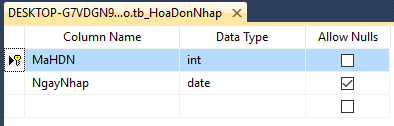 DESKTOP-G7VDGN9...o.tb_HoaDonNhap
Column Name Data Type Allow Nulls
MaHDN int
NgayNhap date